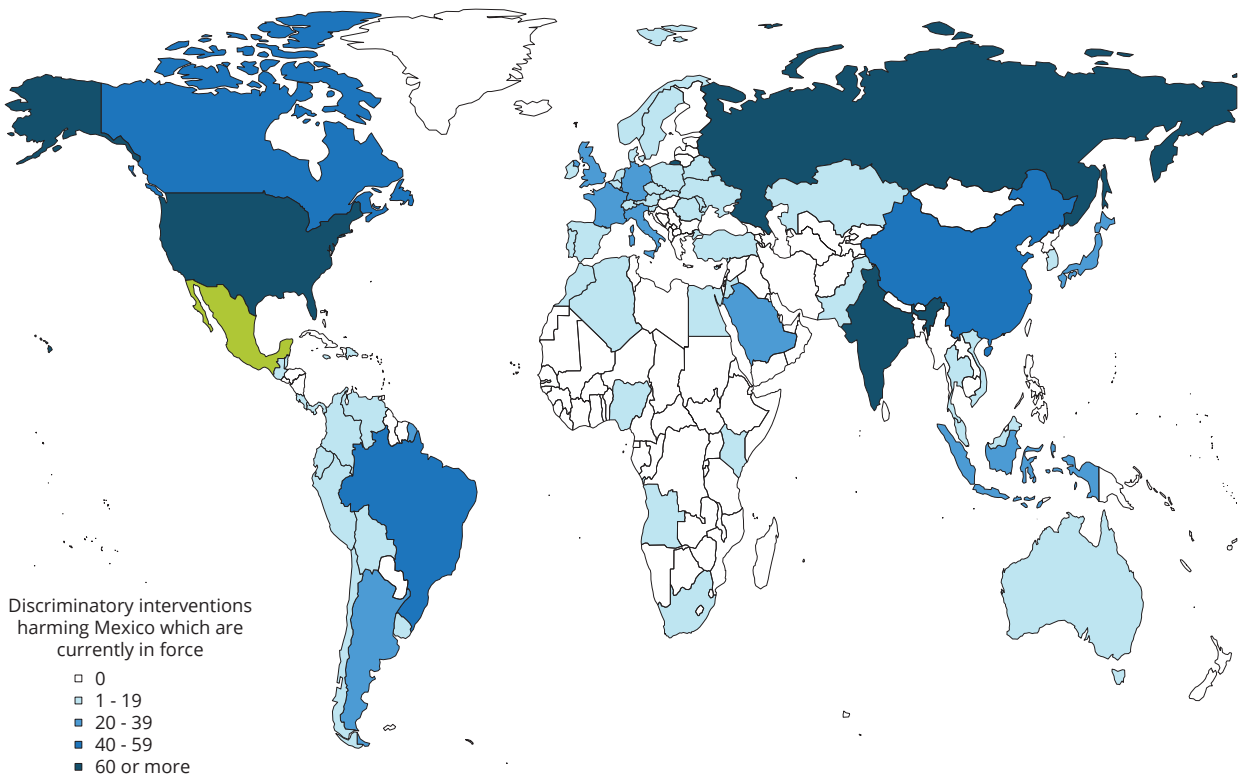 Discriminatory interventions
harming Mexico which are
currently in force
0
1 - 19
20 - 39
40 - 59
60 or more